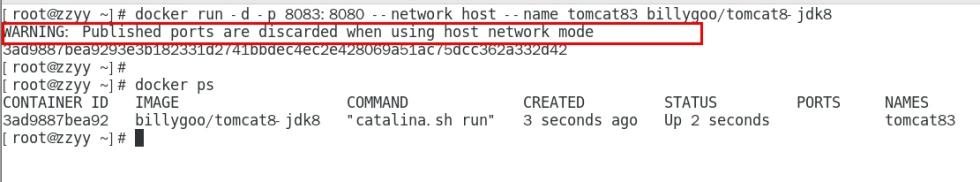 [root@zzyy ~]# docker run -d -p 8083:8080 --network host --name tomcat83 billygoo/tomcat8-jdk8
WARNING: Published ports are discarded when using host network mode
3ad9887bea9293e3b182331d2741bbdec4ec2e428069a51ac75dcc362a332d42
[root@zzyy ~]#
[root@zzyy ~]# docker ps
CONTAINER ID   IMAGE   COMMAND   CREATED   STATUS   PORTS   NAMES
3ad9887bea92   billygoo/tomcat8-jdk8   "catalina.sh run"   3 seconds ago   Up 2 seconds   tomcat83
[root@zzyy ~]#